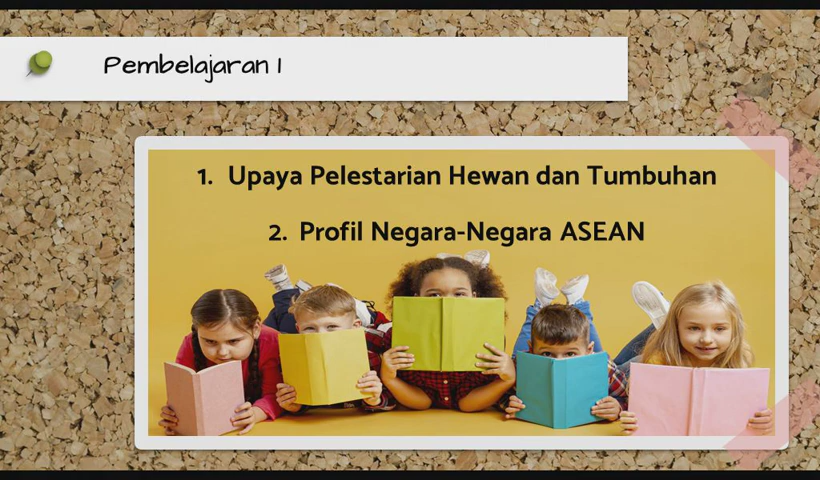 Pembelajaran 1
1. Upaya Pelestarian Hewan dan Tumbuhan
2. Profil Negara-Negara ASEAN